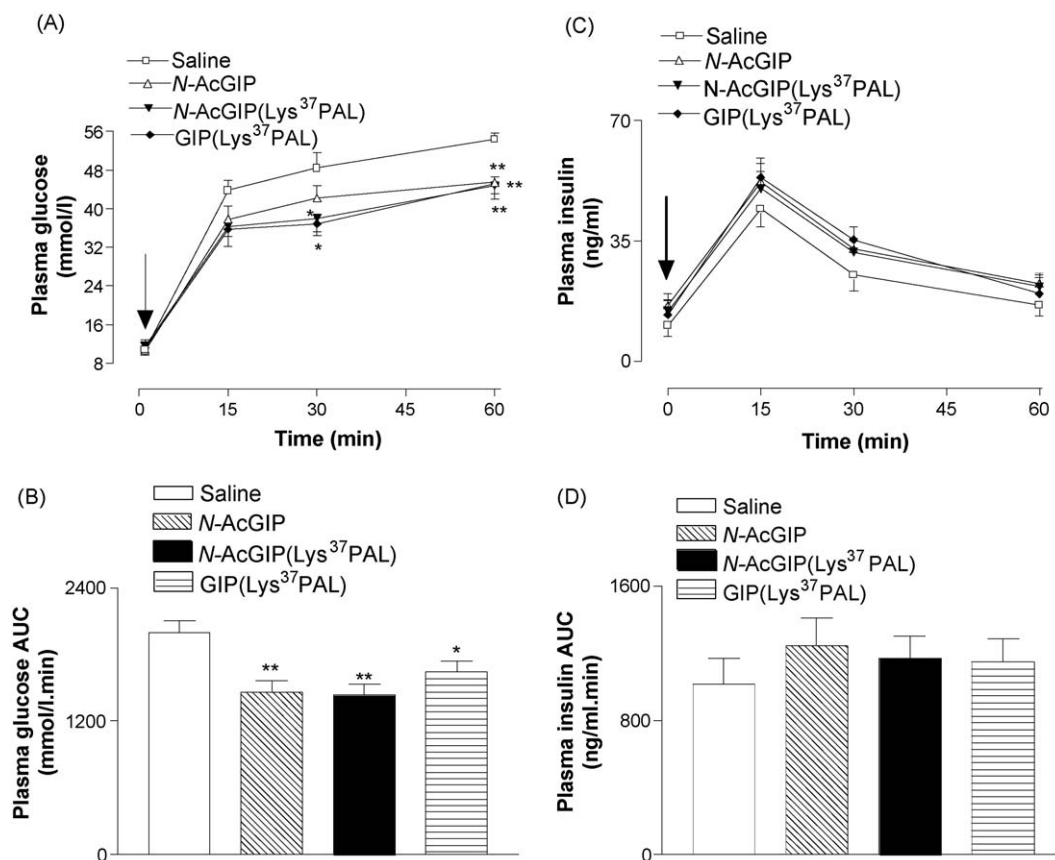 (A)
Saline
N-AcGIP
N-AcGIP(Lys³⁷PAL)
GIP(Lys³⁷PAL)
Plasma glucose
(mmol/l)
56
48
40
32
24
16
8
*
*
**
**
**
0 15 30 45 60
Time (min)
(C)
Saline
N-AcGIP
N-AcGIP(Lys³⁷PAL)
GIP(Lys³⁷PAL)
Plasma insulin
(ng/ml)
70
35
0
0 15 30 45 60
Time (min)
(B)
Saline
N-AcGIP
N-AcGIP(Lys³⁷PAL)
GIP(Lys³⁷PAL)
Plasma glucose AUC
(mmol/l.min)
2400
1200
0
** ** *
(D)
Saline
N-AcGIP
N-AcGIP(Lys³⁷PAL)
GIP(Lys³⁷PAL)
Plasma insulin AUC
(ng/ml.min)
1600
800
0